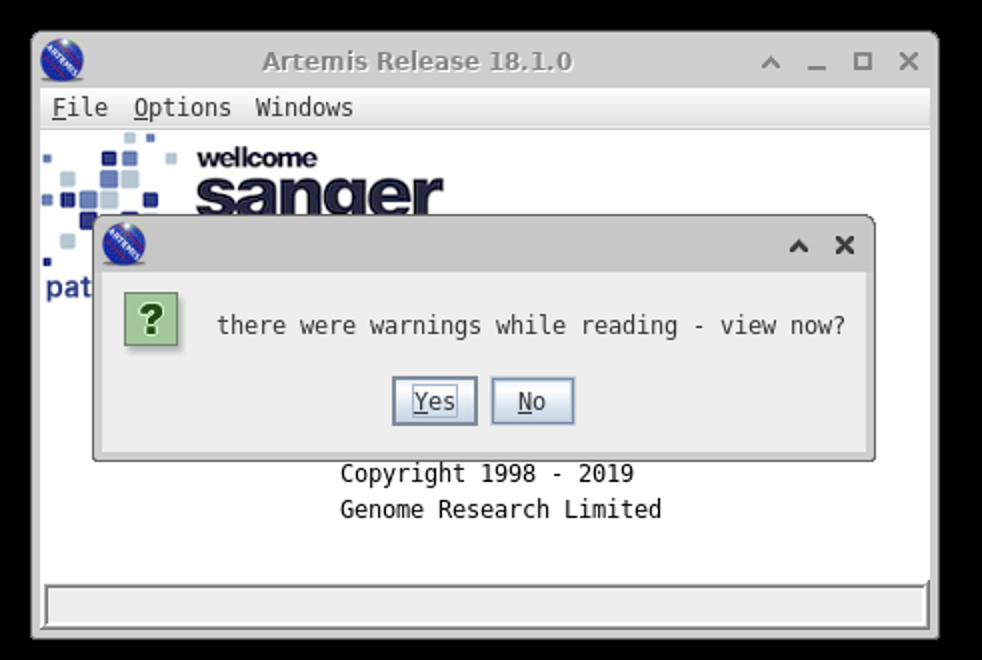 Artemis Release 18.1.0
File Options Windows
wellcome
sanger
ARTEMIS
there were warnings while reading - view now?
?
Yes No
Copyright 1998 - 2019
Genome Research Limited